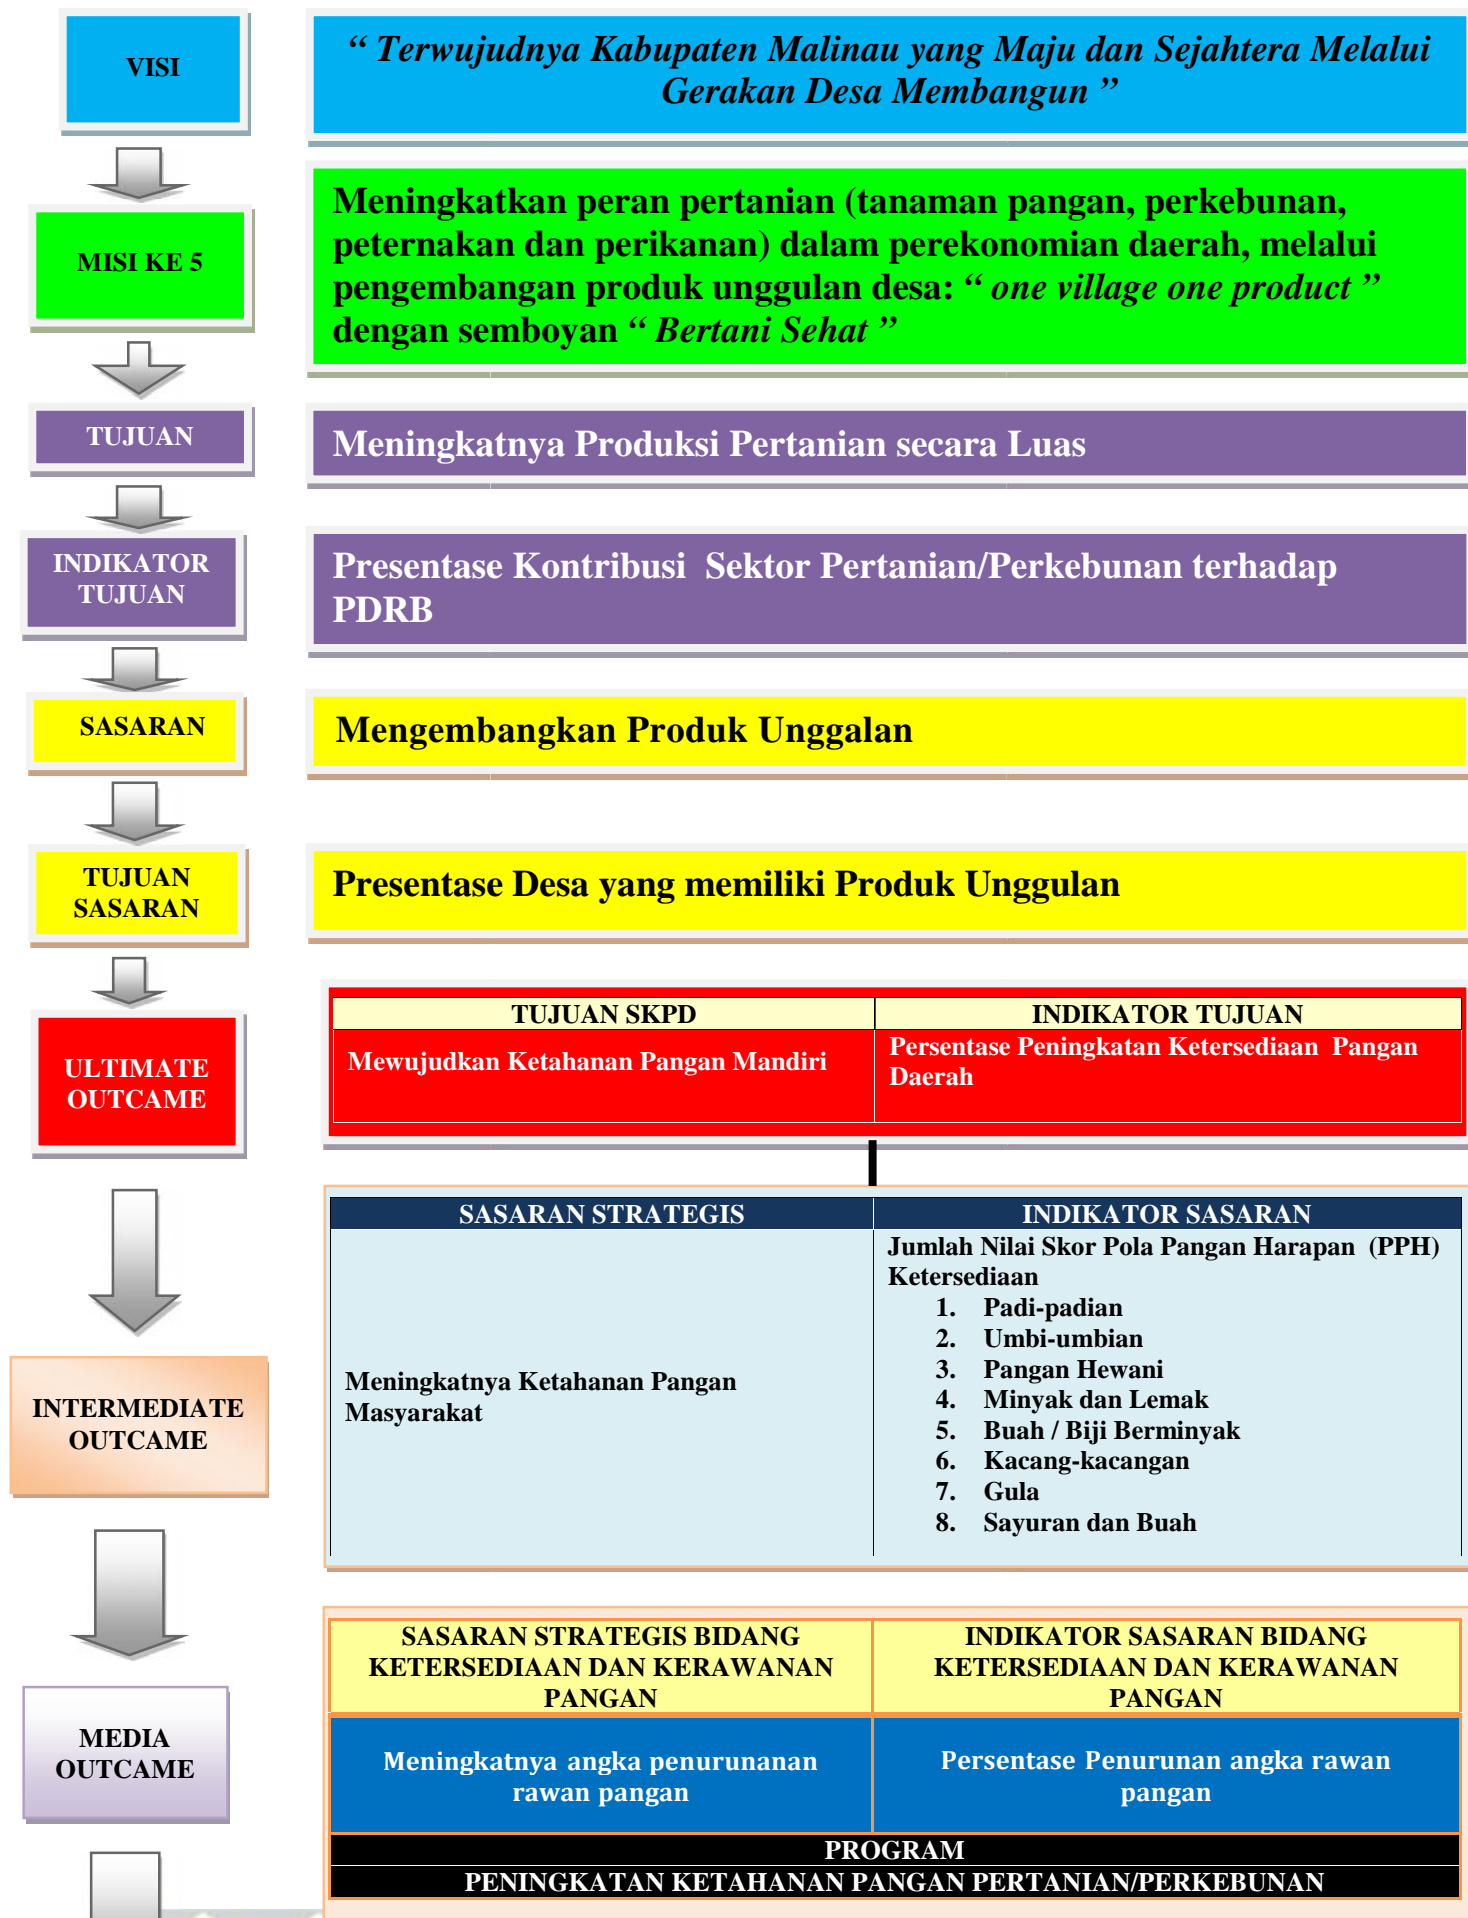 VISI
“ Terwujudnya Kabupaten Malinau yang Maju dan Sejahtera Melalui
Gerakan Desa Membangun ”
MISI KE 5
Meningkatkan peran pertanian (tanaman pangan, perkebunan,
peternakan dan perikanan) dalam perekonomian daerah, melalui
pengembangan produk unggulan desa: “ one village one product ”
dengan semboyan “ Bertani Sehat ”
TUJUAN
Meningkatnya Produksi Pertanian secara Luas
INDIKATOR
TUJUAN
Presentase Kontribusi Sektor Pertanian/Perkebunan terhadap
PDRB
SASARAN
Mengembangkan Produk Unggalan
TUJUAN
SASARAN
Presentase Desa yang memiliki Produk Unggulan
ULTIMATE
OUTCAME
TUJUAN SKPD
INDIKATOR TUJUAN
Mewujudkan Ketahanan Pangan Mandiri
Persentase Peningkatan Ketersediaan Pangan
Daerah
INTERMEDIATE
OUTCAME
SASARAN STRATEGIS
INDIKATOR SASARAN
Meningkatnya Ketahanan Pangan
Masyarakat
Jumlah Nilai Skor Pola Pangan Harapan (PPH)
Ketersediaan
1. Padi-padian
2. Umbi-umbian
3. Pangan Hewani
4. Minyak dan Lemak
5. Buah / Biji Berminyak
6. Kacang-kacangan
7. Gula
8. Sayuran dan Buah
MEDIA
OUTCAME
SASARAN STRATEGIS BIDANG
KETERSEDIAAN DAN KERAWANAN
PANGAN
INDIKATOR SASARAN BIDANG
KETERSEDIAAN DAN KERAWANAN
PANGAN
Meningkatnya angka penurunanan
rawan pangan
Persentase Penurunan angka rawan
pangan
PROGRAM
PENINGKATAN KETAHANAN PANGAN PERTANIAN/PERKEBUNAN